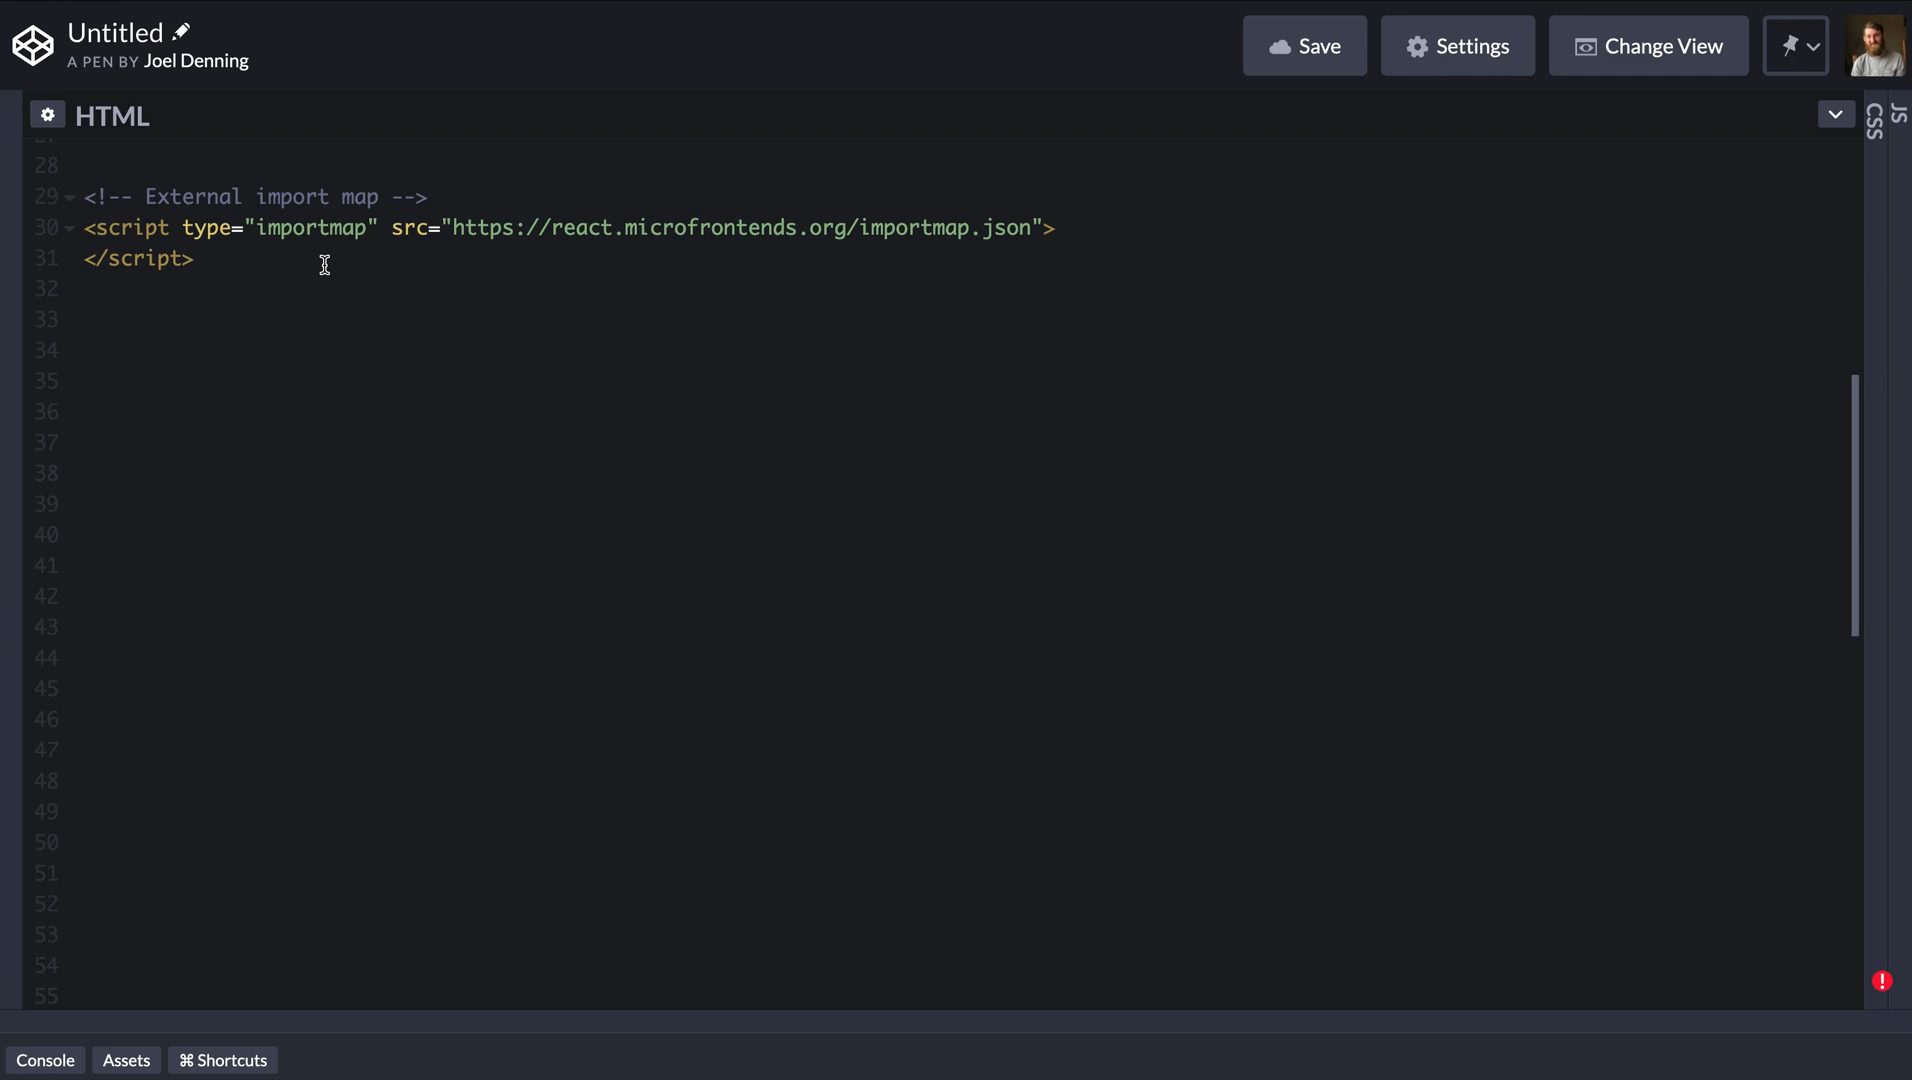 Untitled
A PEN BY Joel Denning
Save
Settings
Change View
HTML
CSS
JS
28
29 <!-- External import map -->
30 <script type="importmap" src="https://react.microfrontends.org/importmap.json">
31 </script>
32
33
34
35
36
37
38
39
40
41
42
43
44
45
46
47
48
49
50
51
52
53
54
55
Console
Assets
⌘ Shortcuts